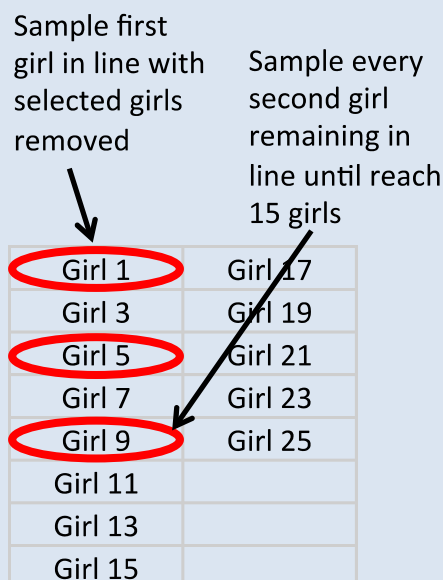 Sample first
girl in line with
selected girls
removed
Sample every
second girl
remaining in
line until reach
15 girls
Girl 1 Girl 17
Girl 3 Girl 19
Girl 5 Girl 21
Girl 7 Girl 23
Girl 9 Girl 25
Girl 11
Girl 13
Girl 15